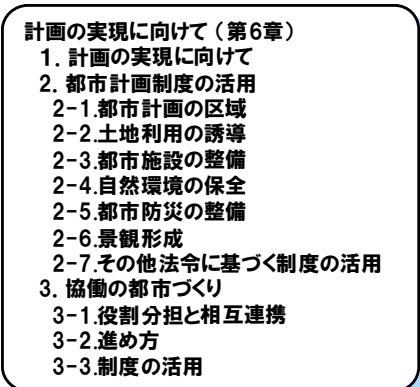 計画の実現に向けて（第6章）
1．計画の実現に向けて
2．都市計画制度の活用
2-1.都市計画の区域
2-2.土地利用の誘導
2-3.都市施設の整備
2-4.自然環境の保全
2-5.都市防災の整備
2-6.景観形成
2-7.その他法令に基づく制度の活用
3．協働の都市づくり
3-1.役割分担と相互連携
3-2.進め方
3-3.制度の活用